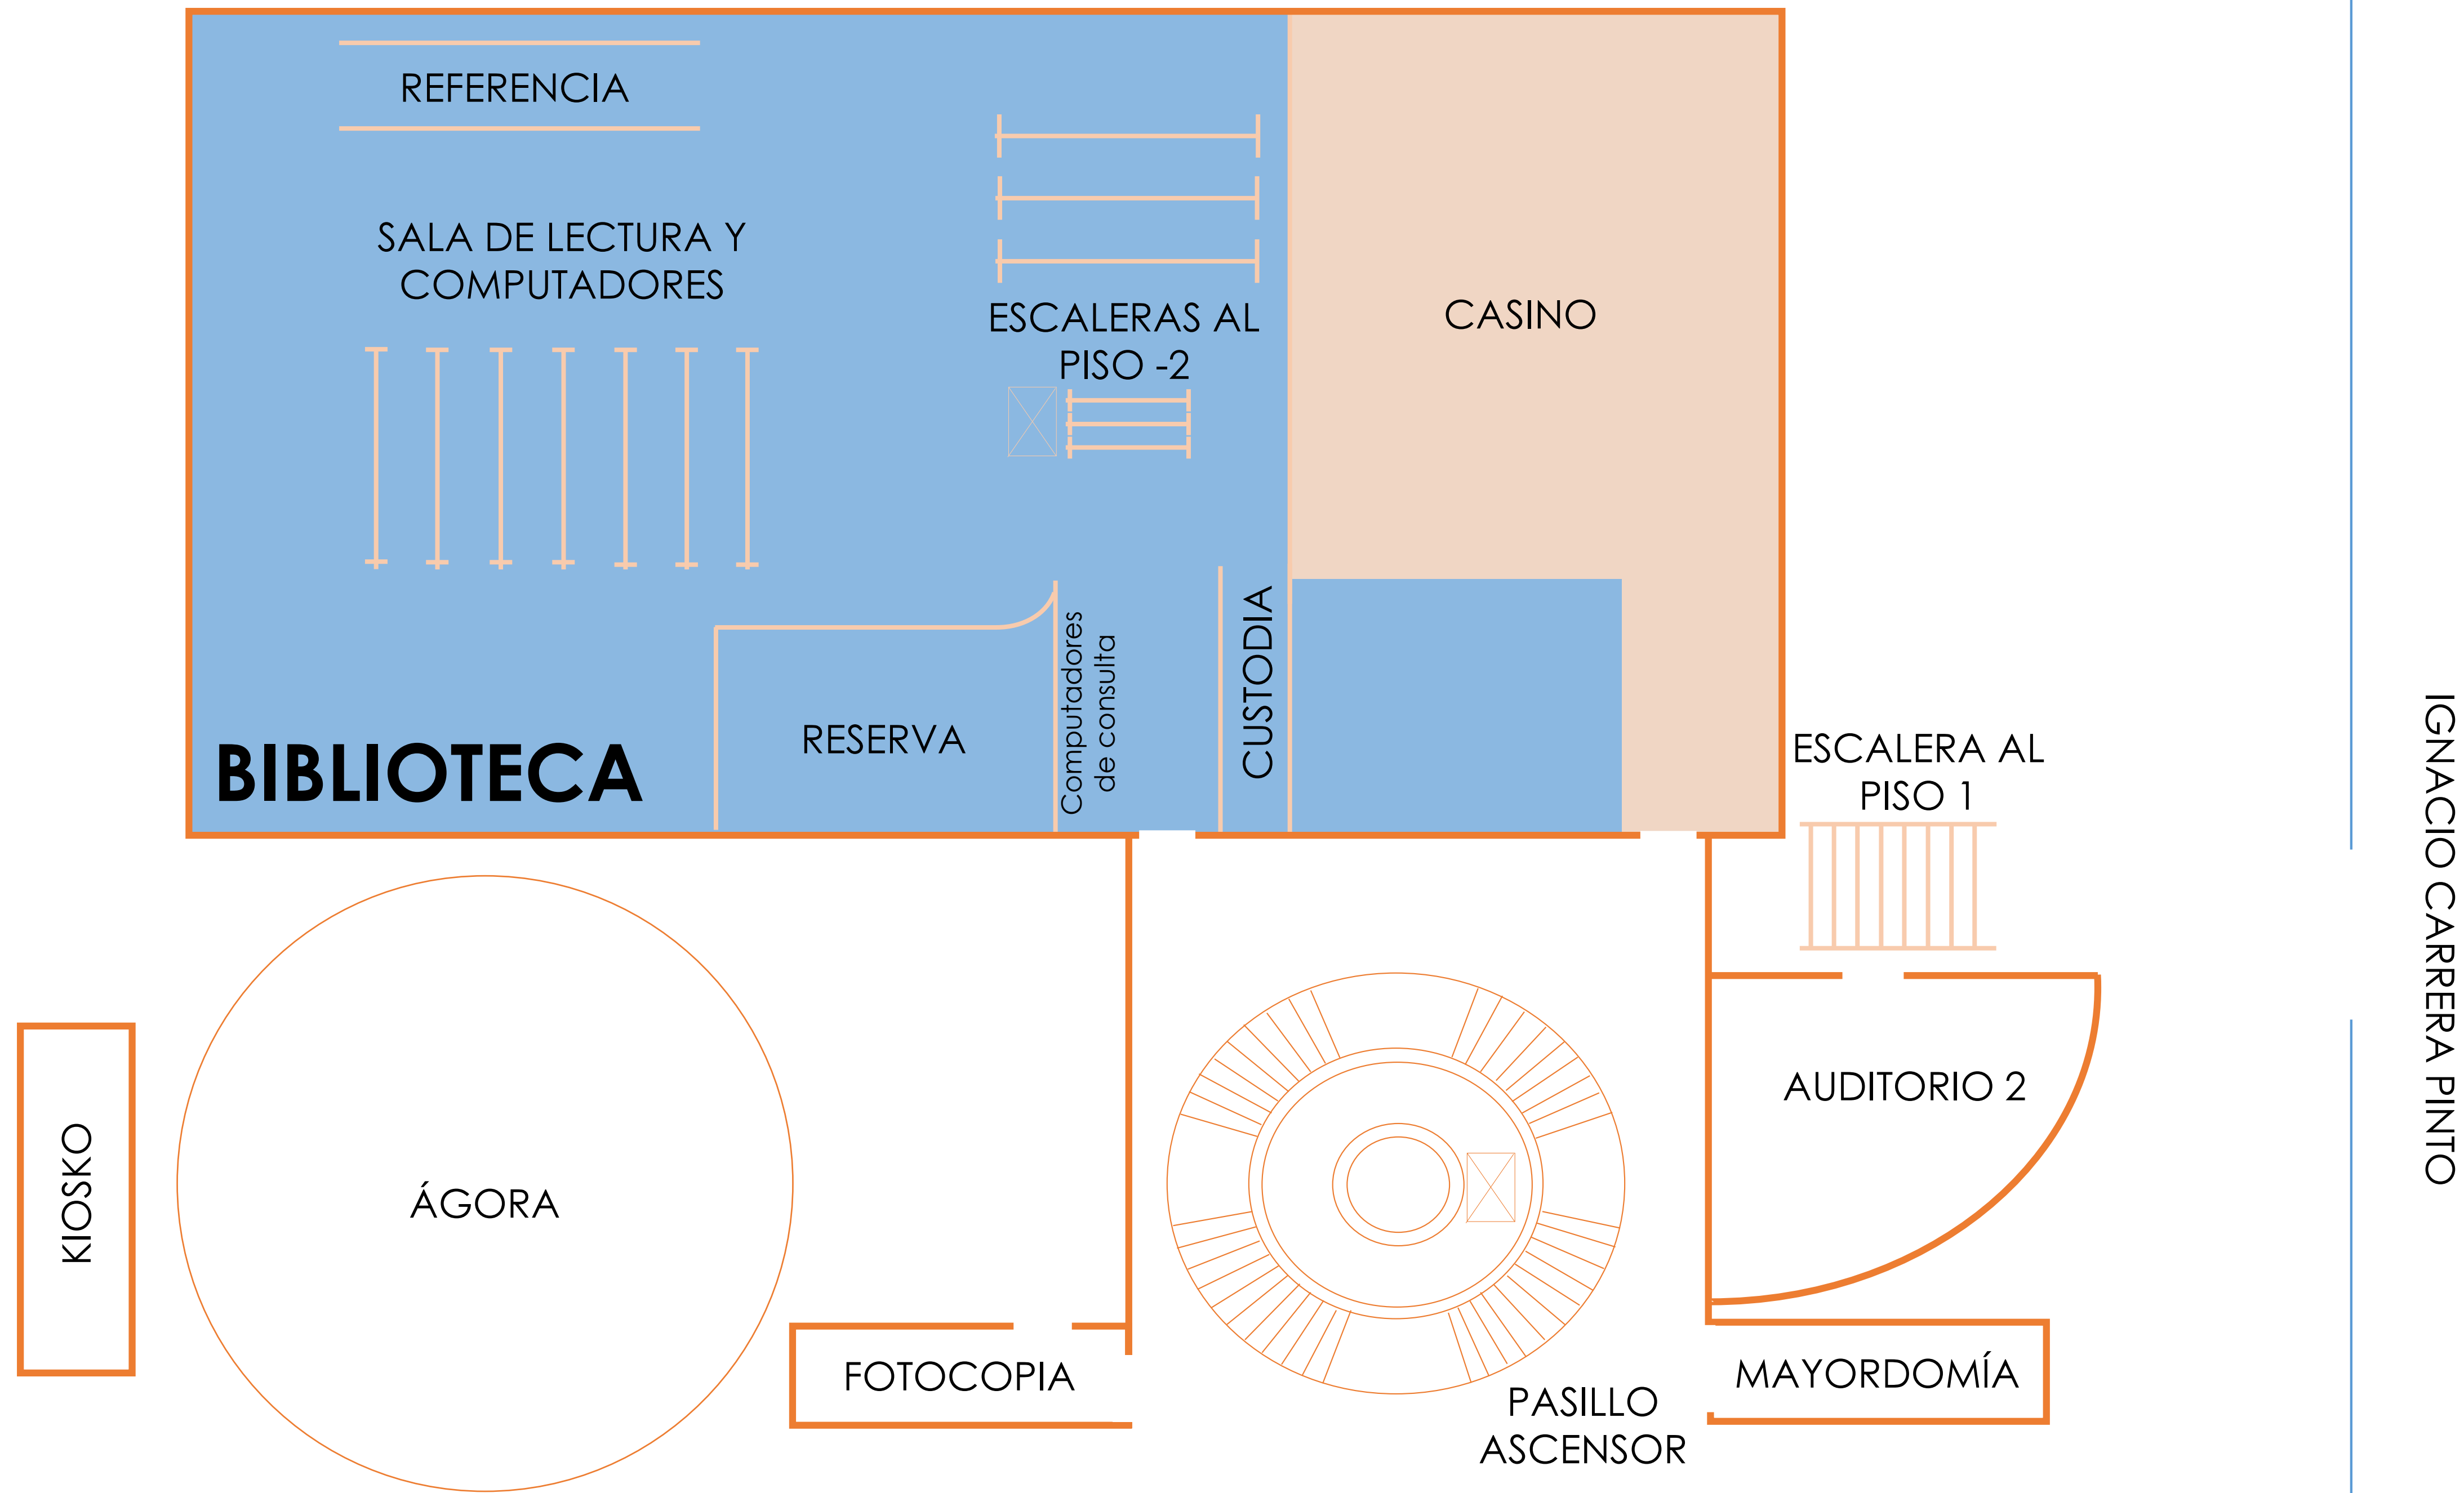 REFERENCIA
SALA DE LECTURA Y
COMPUTADORES
ESCALERAS AL
PISO -2
CASINO
BIBLIOTECA
RESERVA
Computadores
de consulta
CUSTODIA
ESCALERA AL
PISO 1
IGNACIO CARRERA PINTO
KIOSKO
ÁGORA
AUDITORIO 2
FOTOCOPIA
PASILLO
ASCENSOR
MAYORDOMÍA